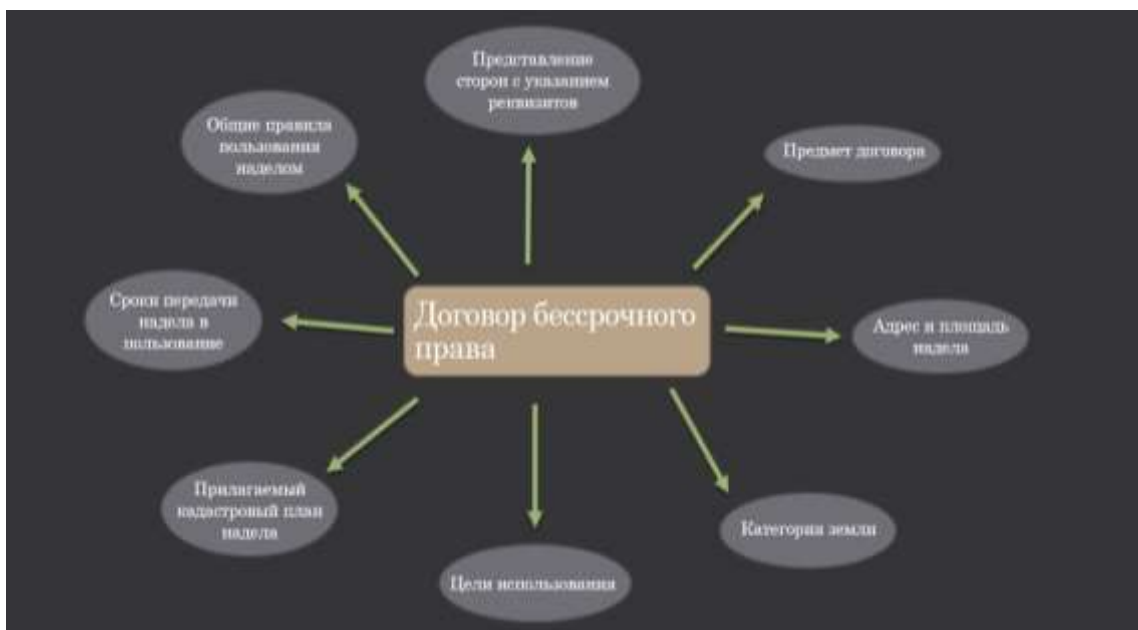 Представление
сторон с указанием
реквизитов
Общие правила
пользования
наделом
Предмет договора
Сроки передачи
надела в
пользование
Договор бессрочного
права
Адрес и площадь
надела
Прилагаемый
кадастровый план
надела
Категория земли
Цели использования